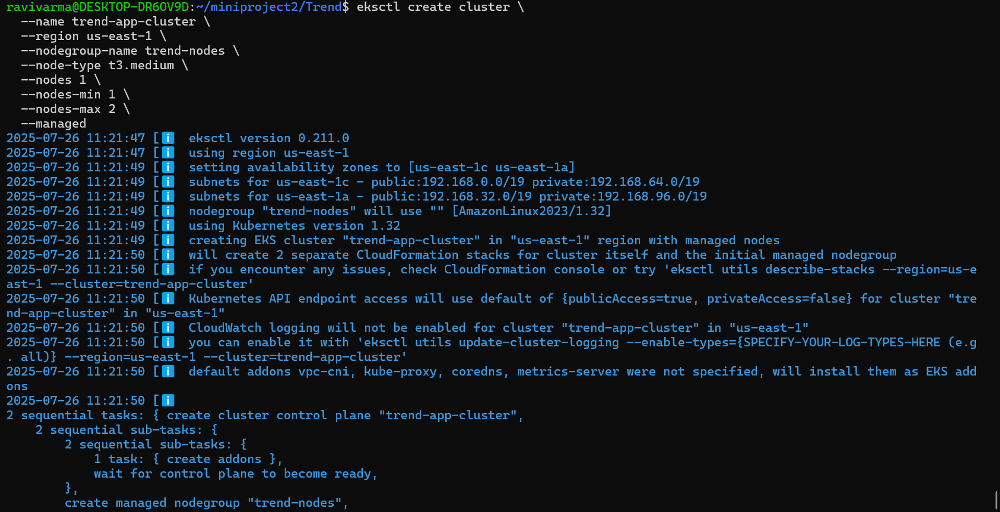 ravivarma@DESKTOP-DR6OV9D:~/miniproject2/Trend$ eksctl create cluster \
  --name trend-app-cluster \
  --region us-east-1 \
  --nodegroup-name trend-nodes \
  --node-type t3.medium \
  --nodes 1 \
  --nodes-min 1 \
  --nodes-max 2 \
  --managed
2025-07-26 11:21:47 [ℹ]  eksctl version 0.211.0
2025-07-26 11:21:47 [ℹ]  using region us-east-1
2025-07-26 11:21:49 [ℹ]  setting availability zones to [us-east-1c us-east-1a]
2025-07-26 11:21:49 [ℹ]  subnets for us-east-1c - public:192.168.0.0/19 private:192.168.64.0/19
2025-07-26 11:21:49 [ℹ]  subnets for us-east-1a - public:192.168.32.0/19 private:192.168.96.0/19
2025-07-26 11:21:49 [ℹ]  nodegroup "trend-nodes" will use "" [AmazonLinux2023/1.32]
2025-07-26 11:21:49 [ℹ]  using Kubernetes version 1.32
2025-07-26 11:21:49 [ℹ]  creating EKS cluster "trend-app-cluster" in "us-east-1" region with managed nodes
2025-07-26 11:21:50 [ℹ]  will create 2 separate CloudFormation stacks for cluster itself and the initial managed nodegroup
2025-07-26 11:21:50 [ℹ]  if you encounter any issues, check CloudFormation console or try 'eksctl utils describe-stacks --region=us-e
ast-1 --cluster=trend-app-cluster'
2025-07-26 11:21:50 [ℹ]  Kubernetes API endpoint access will use default of {publicAccess=true, privateAccess=false} for cluster "tre
nd-app-cluster" in "us-east-1"
2025-07-26 11:21:50 [ℹ]  CloudWatch logging will not be enabled for cluster "trend-app-cluster" in "us-east-1"
2025-07-26 11:21:50 [ℹ]  you can enable it with 'eksctl utils update-cluster-logging --enable-types={SPECIFY-YOUR-LOG-TYPES-HERE (e.g
. all)} --region=us-east-1 --cluster=trend-app-cluster'
2025-07-26 11:21:50 [ℹ]  default addons vpc-cni, kube-proxy, coredns, metrics-server were not specified, will install them as EKS add
ons
2025-07-26 11:21:50 [ℹ]
2 sequential tasks: { create cluster control plane "trend-app-cluster",
    2 sequential sub-tasks: {
        2 sequential sub-tasks: {
            1 task: { create addons },
            wait for control plane to become ready,
        },
        create managed nodegroup "trend-nodes",